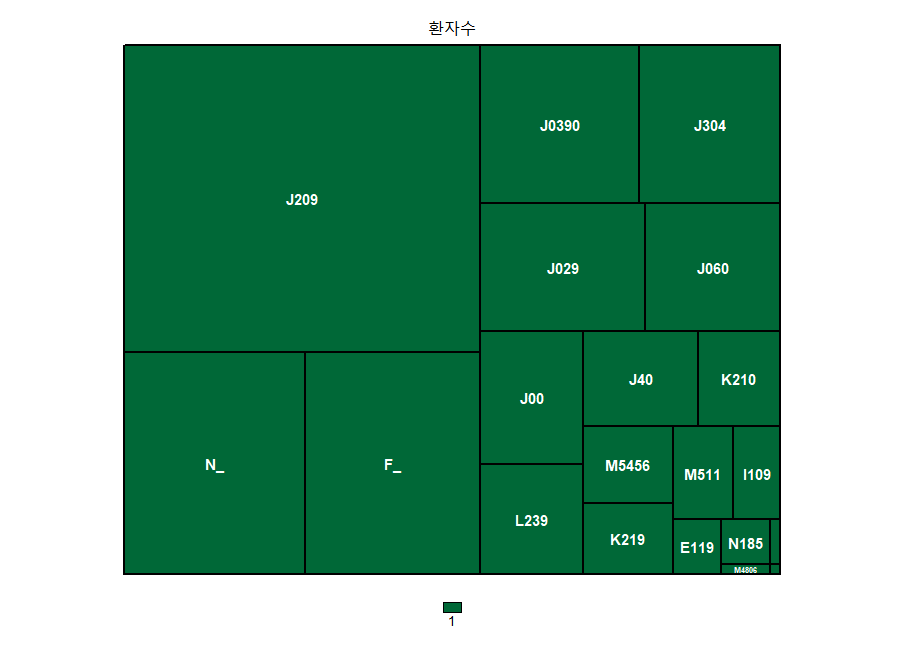 환자수
J209
J0390
J304
J029
J060
N_
F_
J00
J40
K210
M5456
M511
I109
L239
K219
E119
N185
M4806
1